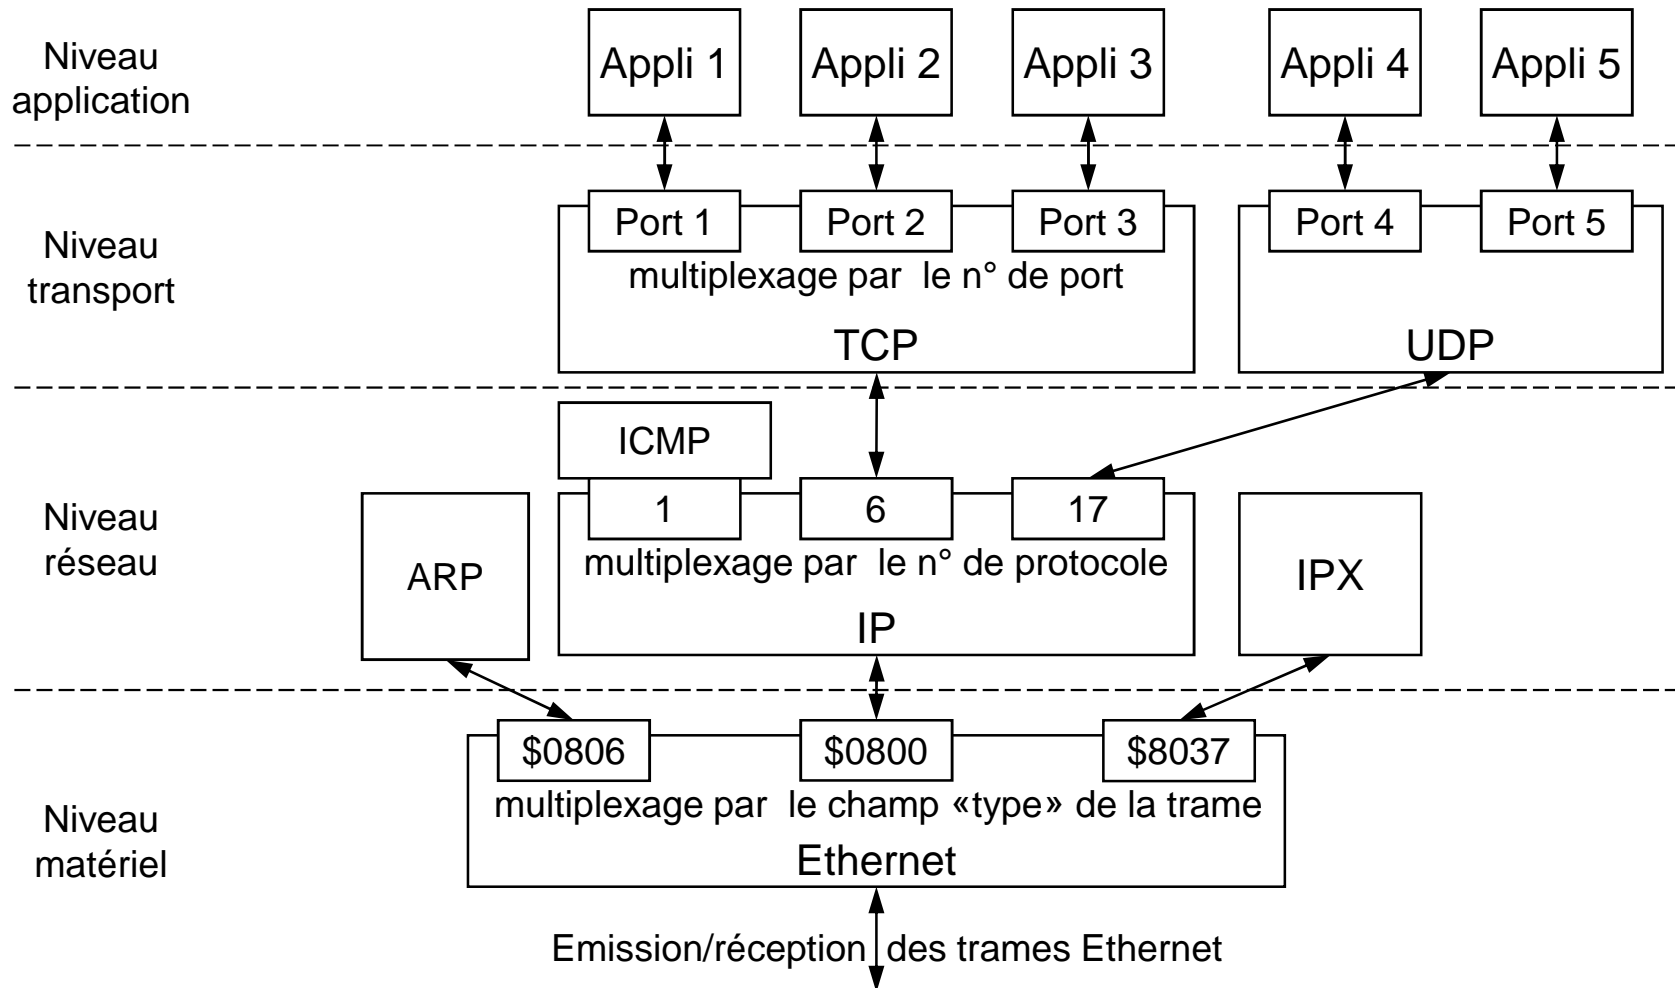 Niveau
application
Appli 1
Appli 2
Appli 3
Appli 4
Appli 5
Niveau
transport
Port 1
Port 2
Port 3
Port 4
Port 5
multiplexage par le n° de port
TCP
UDP
Niveau
réseau
ICMP
1
6
17
ARP
multiplexage par le n° de protocole
IPX
IP
Niveau
matériel
$0806
$0800
$8037
multiplexage par le champ «type» de la trame
Ethernet
Emission/réception des trames Ethernet